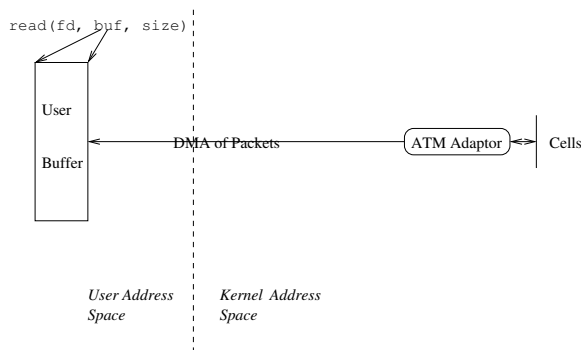 read(fd, buf, size)
User
Buffer
DMA of Packets
ATM Adaptor
Cells
User Address
Space
Kernel Address
Space